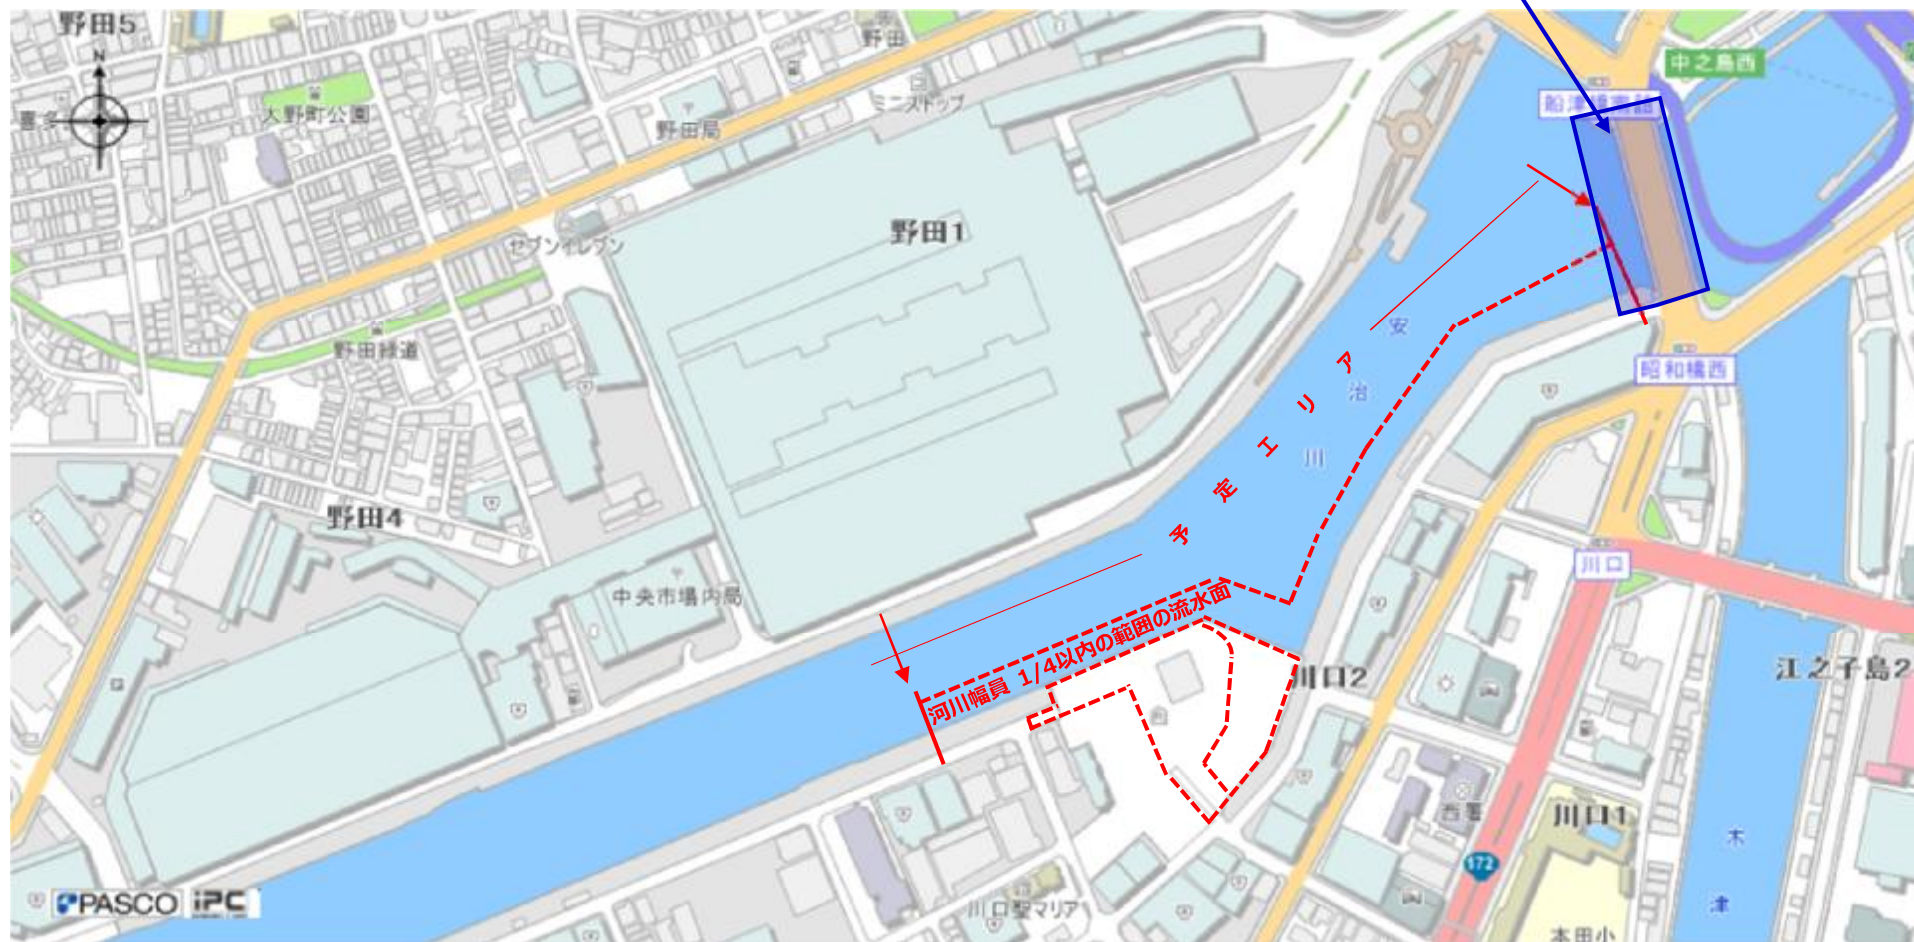 野田5
N
大野町公園
野田局
野田
ミニストップ
中之島西
セブンイレブン
野田1
野田緑道
昭和橋西
予定エリア
安治川
野田4
中央市場内局
川口
河川幅員 1/4以内の範囲の流水面
川口2
江之子島2
西署
川口1
172
木津
川口聖マリア
本田小
PASCO iPC